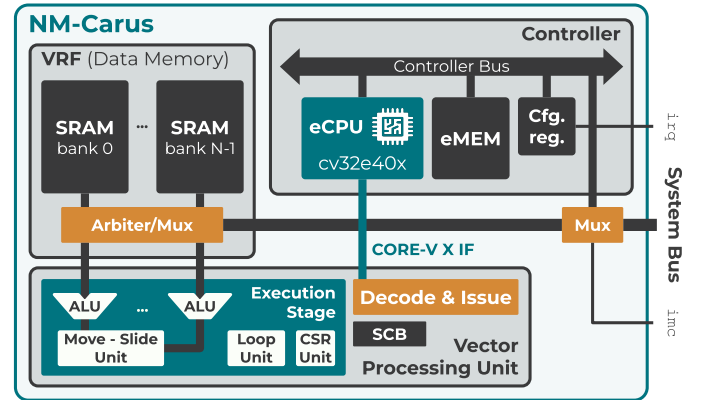 NM-Carus
VRF (Data Memory)
SRAM
bank 0
...
SRAM
bank N-1
Arbiter/Mux
Controller
Controller Bus
eCPU
cv32e40x
eMEM
Cfg.
reg.
irq
System Bus
Mux
imc
CORE-V X IF
Execution
Stage
ALU
...
ALU
Move - Slide
Unit
Loop
Unit
CSR
Unit
Decode & Issue
SCB
Vector
Processing Unit